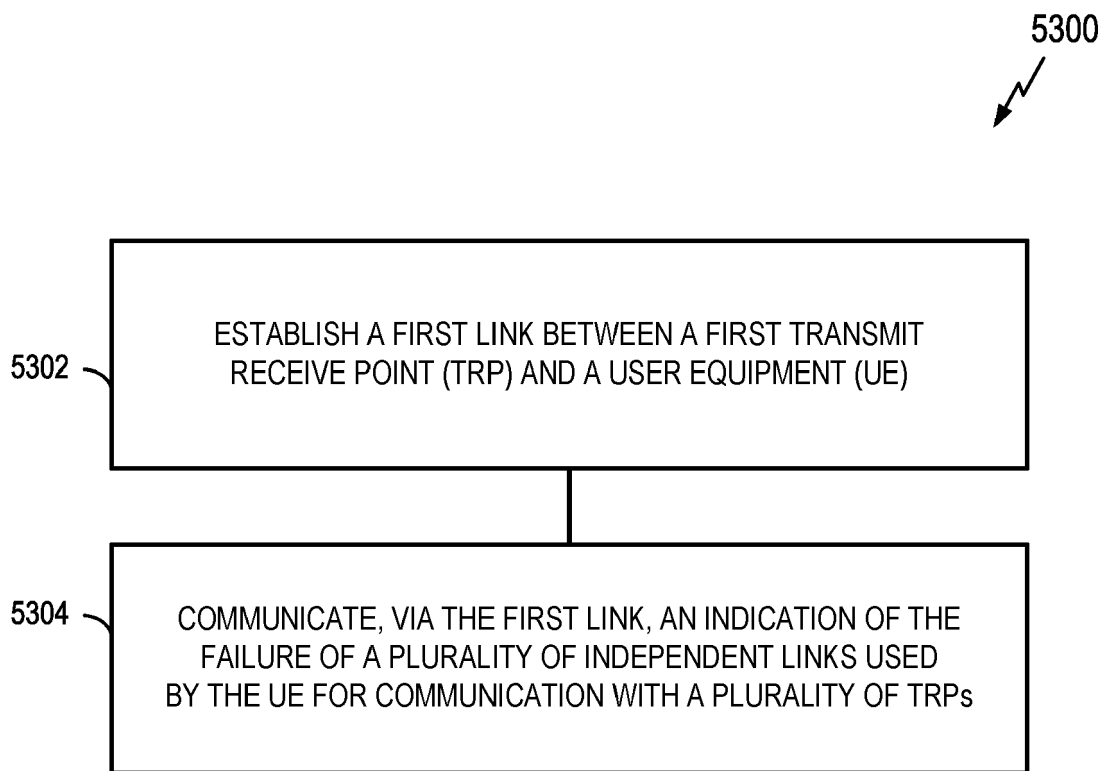 5300
5302
ESTABLISH A FIRST LINK BETWEEN A FIRST TRANSMIT
RECEIVE POINT (TRP) AND A USER EQUIPMENT (UE)
5304
COMMUNICATE, VIA THE FIRST LINK, AN INDICATION OF THE
FAILURE OF A PLURALITY OF INDEPENDENT LINKS USED
BY THE UE FOR COMMUNICATION WITH A PLURALITY OF TRPs